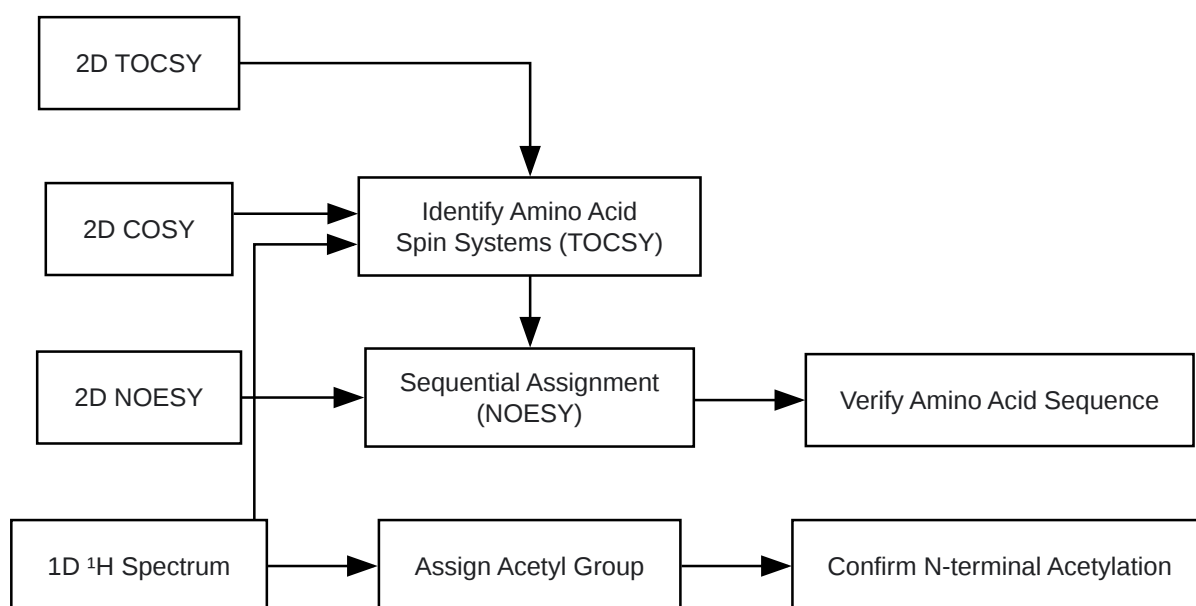 2D TOCSY
2D COSY
Identify Amino Acid
Spin Systems (TOCSY)
2D NOESY
Sequential Assignment
(NOESY)
Verify Amino Acid Sequence
1D ¹H Spectrum
Assign Acetyl Group
Confirm N-terminal Acetylation